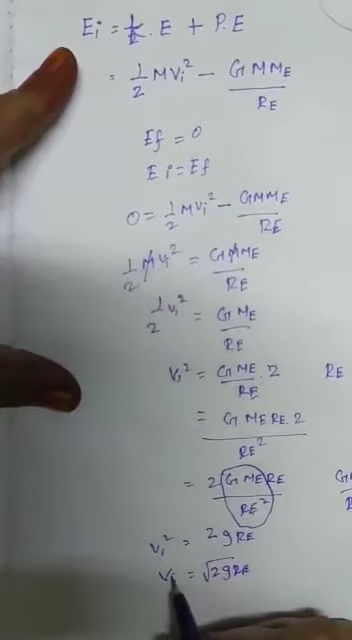 Ei = K.E + P.E
= 1/2 MVi² - GMME/RE
Ef = 0
Ei = Ef
0 = 1/2 MVi² - GMME/RE
1/2 MVi² = GMME/RE
1/2 Vi² = GME/RE
Vi² = GME/RE . 2 RE
= GMERE.2/RE²
= 2 GMERE/RE²
Vi² = 2gRE
Vi = √2gRE